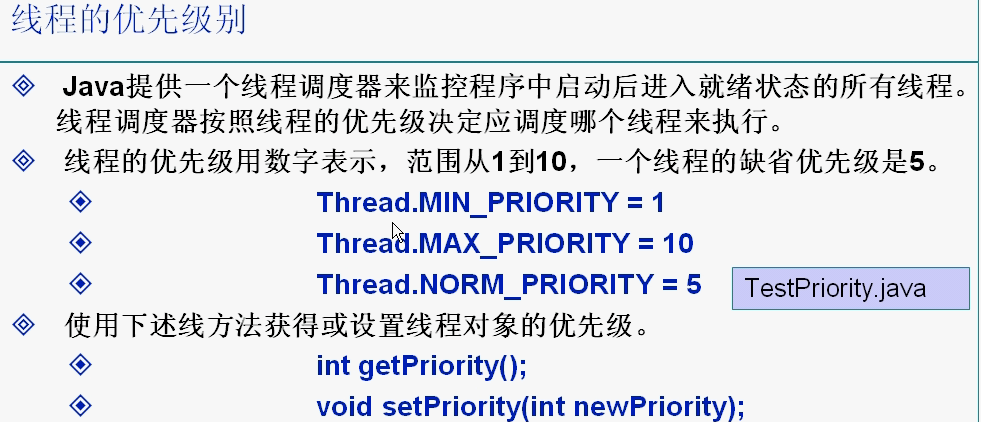 线程的优先级别
Java提供一个线程调度器来监控程序中启动后进入就绪状态的所有线程。
线程调度器按照线程的优先级决定应调度哪个线程来执行。
线程的优先级用数字表示，范围从1到10，一个线程的缺省优先级是5。
Thread.MIN_PRIORITY = 1
Thread.MAX_PRIORITY = 10
Thread.NORM_PRIORITY = 5
TestPriority.java
使用下述线方法获得或设置线程对象的优先级。
int getPriority();
void setPriority(int newPriority);